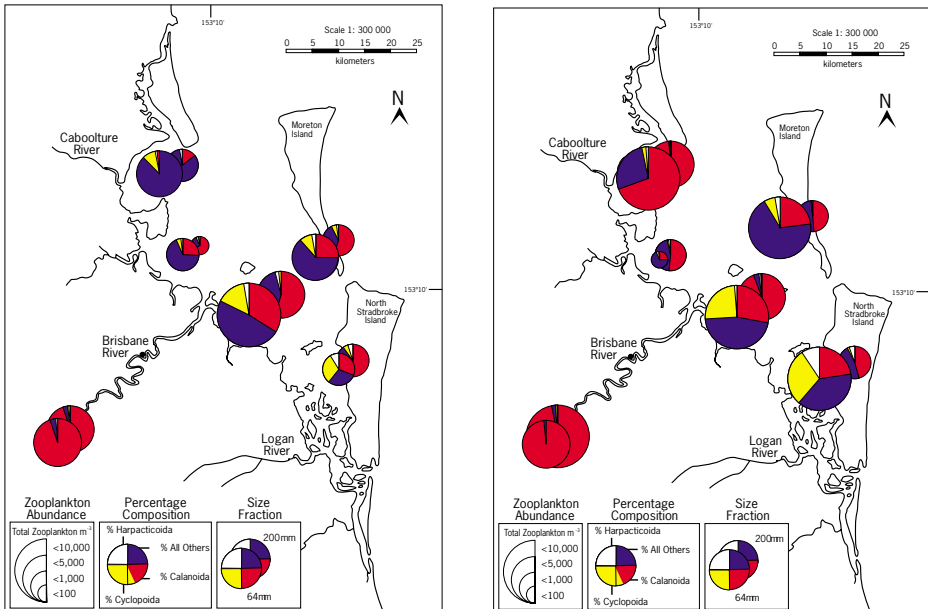 153°10'
Scale 1: 300 000
0 5 10 15 20 25
kilometers
N
Moreton
Island
Caboolture
River
153°10'
North
Stradbroke
Island
Brisbane
River
Logan
River
Zooplankton
Abundance
Total Zooplankton m⁻³
<10,000
<5,000
<1,000
<100
Percentage
Composition
% Harpacticoida
% All Others
% Calanoida
% Cyclopoida
Size
Fraction
200mm
64mm
153°10'
Scale 1: 300 000
0 5 10 15 20 25
kilometers
N
Moreton
Island
Caboolture
River
153°10'
North
Stradbroke
Island
Brisbane
River
Logan
River
Zooplankton
Abundance
Total Zooplankton m⁻³
<10,000
<5,000
<1,000
<100
Percentage
Composition
% Harpacticoida
% All Others
% Calanoida
% Cyclopoida
Size
Fraction
200mm
64mm